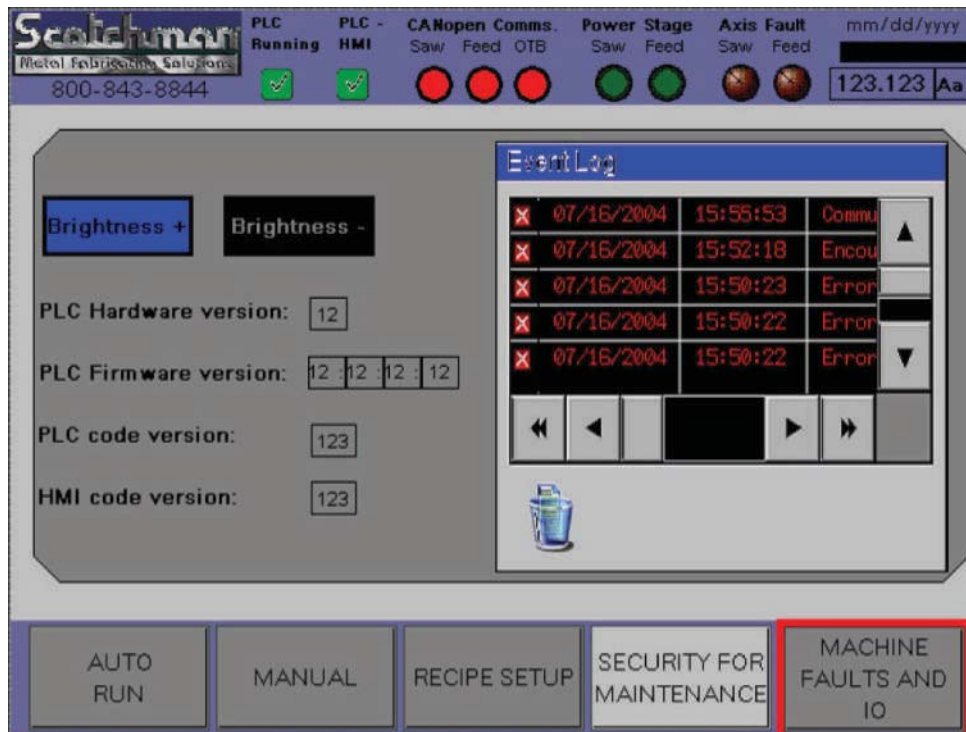 Scotchman
Metal Fabricating Solutions
800-843-8844
PLC
Running
PLC -
HMI
CANopen Comms.
Saw Feed OTB
Power Stage
Saw Feed
Axis Fault
Saw Feed
mm/dd/yyyy
123.123 Aa
Brightness +
Brightness -
PLC Hardware version: 12
PLC Firmware version: 12 : 12 : 12 : 12
PLC code version: 123
HMI code version: 123
Event Log
07/16/2004 15:55:53 Commu
07/16/2004 15:52:18 Encou
07/16/2004 15:50:23 Error
07/16/2004 15:50:22 Error
07/16/2004 15:50:22 Error
AUTO
RUN
MANUAL
RECIPE SETUP
SECURITY FOR
MAINTENANCE
MACHINE
FAULTS AND
IO